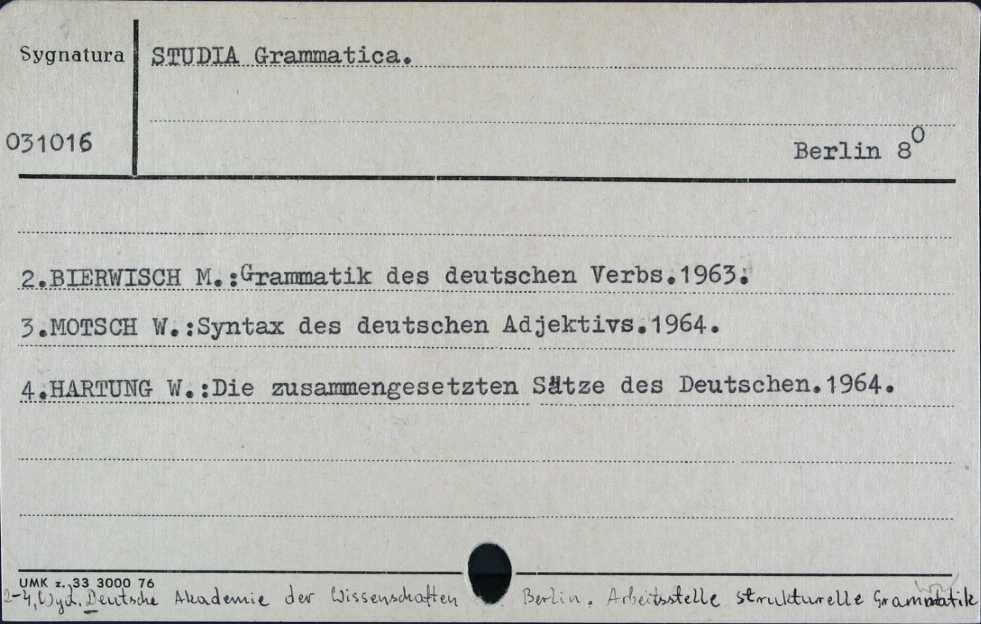 Sygnatura
STUDIA Grammatica.
031016
Berlin 8⁰
2.BIERWISCH M.:Grammatik des deutschen Verbs.1963.
3.MOTSCH W.:Syntax des deutschen Adjektivs.1964.
4.HARTUNG W.:Die zusammengesetzten Sätze des Deutschen.1964.
UMK z. 33 3000 76
2-4, Wyd. Deutsche Akademie der Wissenschaften Berlin. Arbeitsstelle strukturelle Grammatik